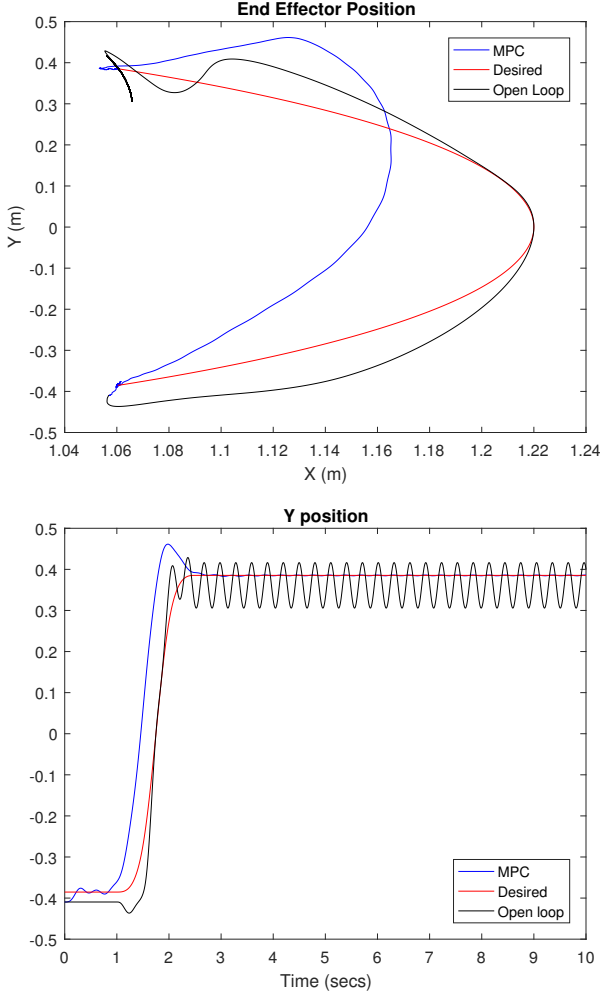 End Effector Position
0.5
0.4
0.3
0.2
0.1
0
-0.1
-0.2
-0.3
-0.4
-0.5
Y (m)
MPC
Desired
Open Loop
1.04 1.06 1.08 1.1 1.12 1.14 1.16 1.18 1.2 1.22 1.24
X (m)
Y position
0.5
0.4
0.3
0.2
0.1
0
-0.1
-0.2
-0.3
-0.4
-0.5
MPC
Desired
Open loop
0 1 2 3 4 5 6 7 8 9 10
Time (secs)